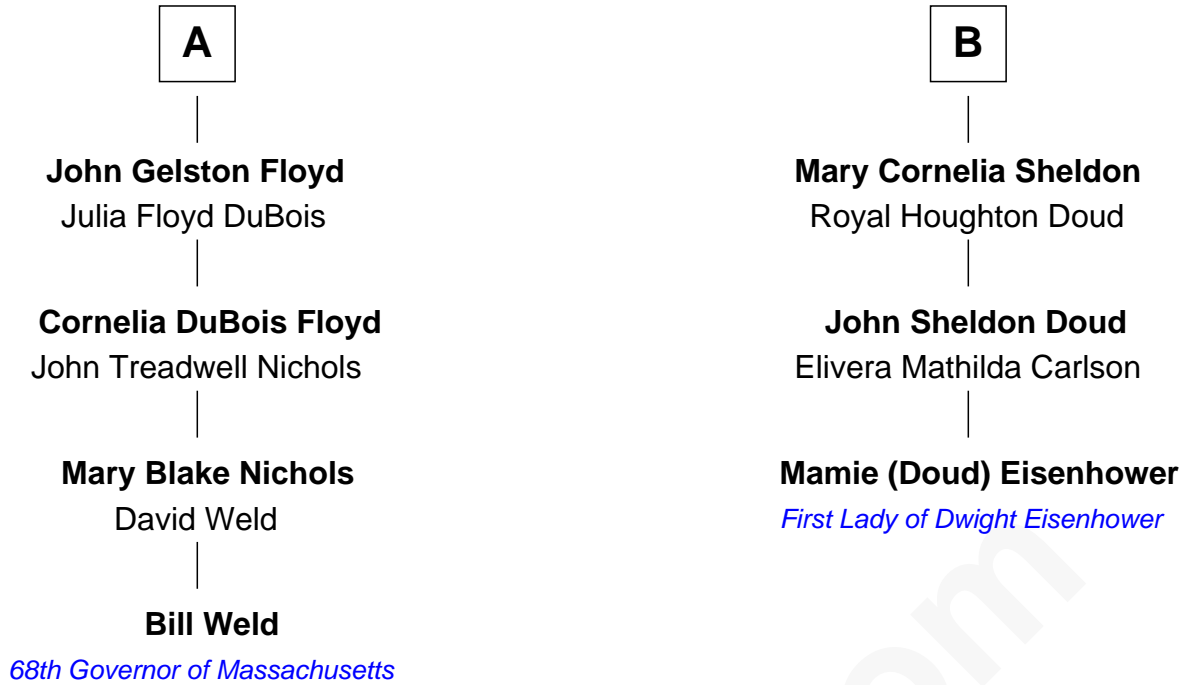 A
John Gelston Floyd
Julia Floyd DuBois
Cornelia DuBois Floyd
John Treadwell Nichols
Mary Blake Nichols
David Weld
Bill Weld
68th Governor of Massachusetts
B
Mary Cornelia Sheldon
Royal Houghton Doud
John Sheldon Doud
Elivera Mathilda Carlson
Mamie (Doud) Eisenhower
First Lady of Dwight Eisenhower
om